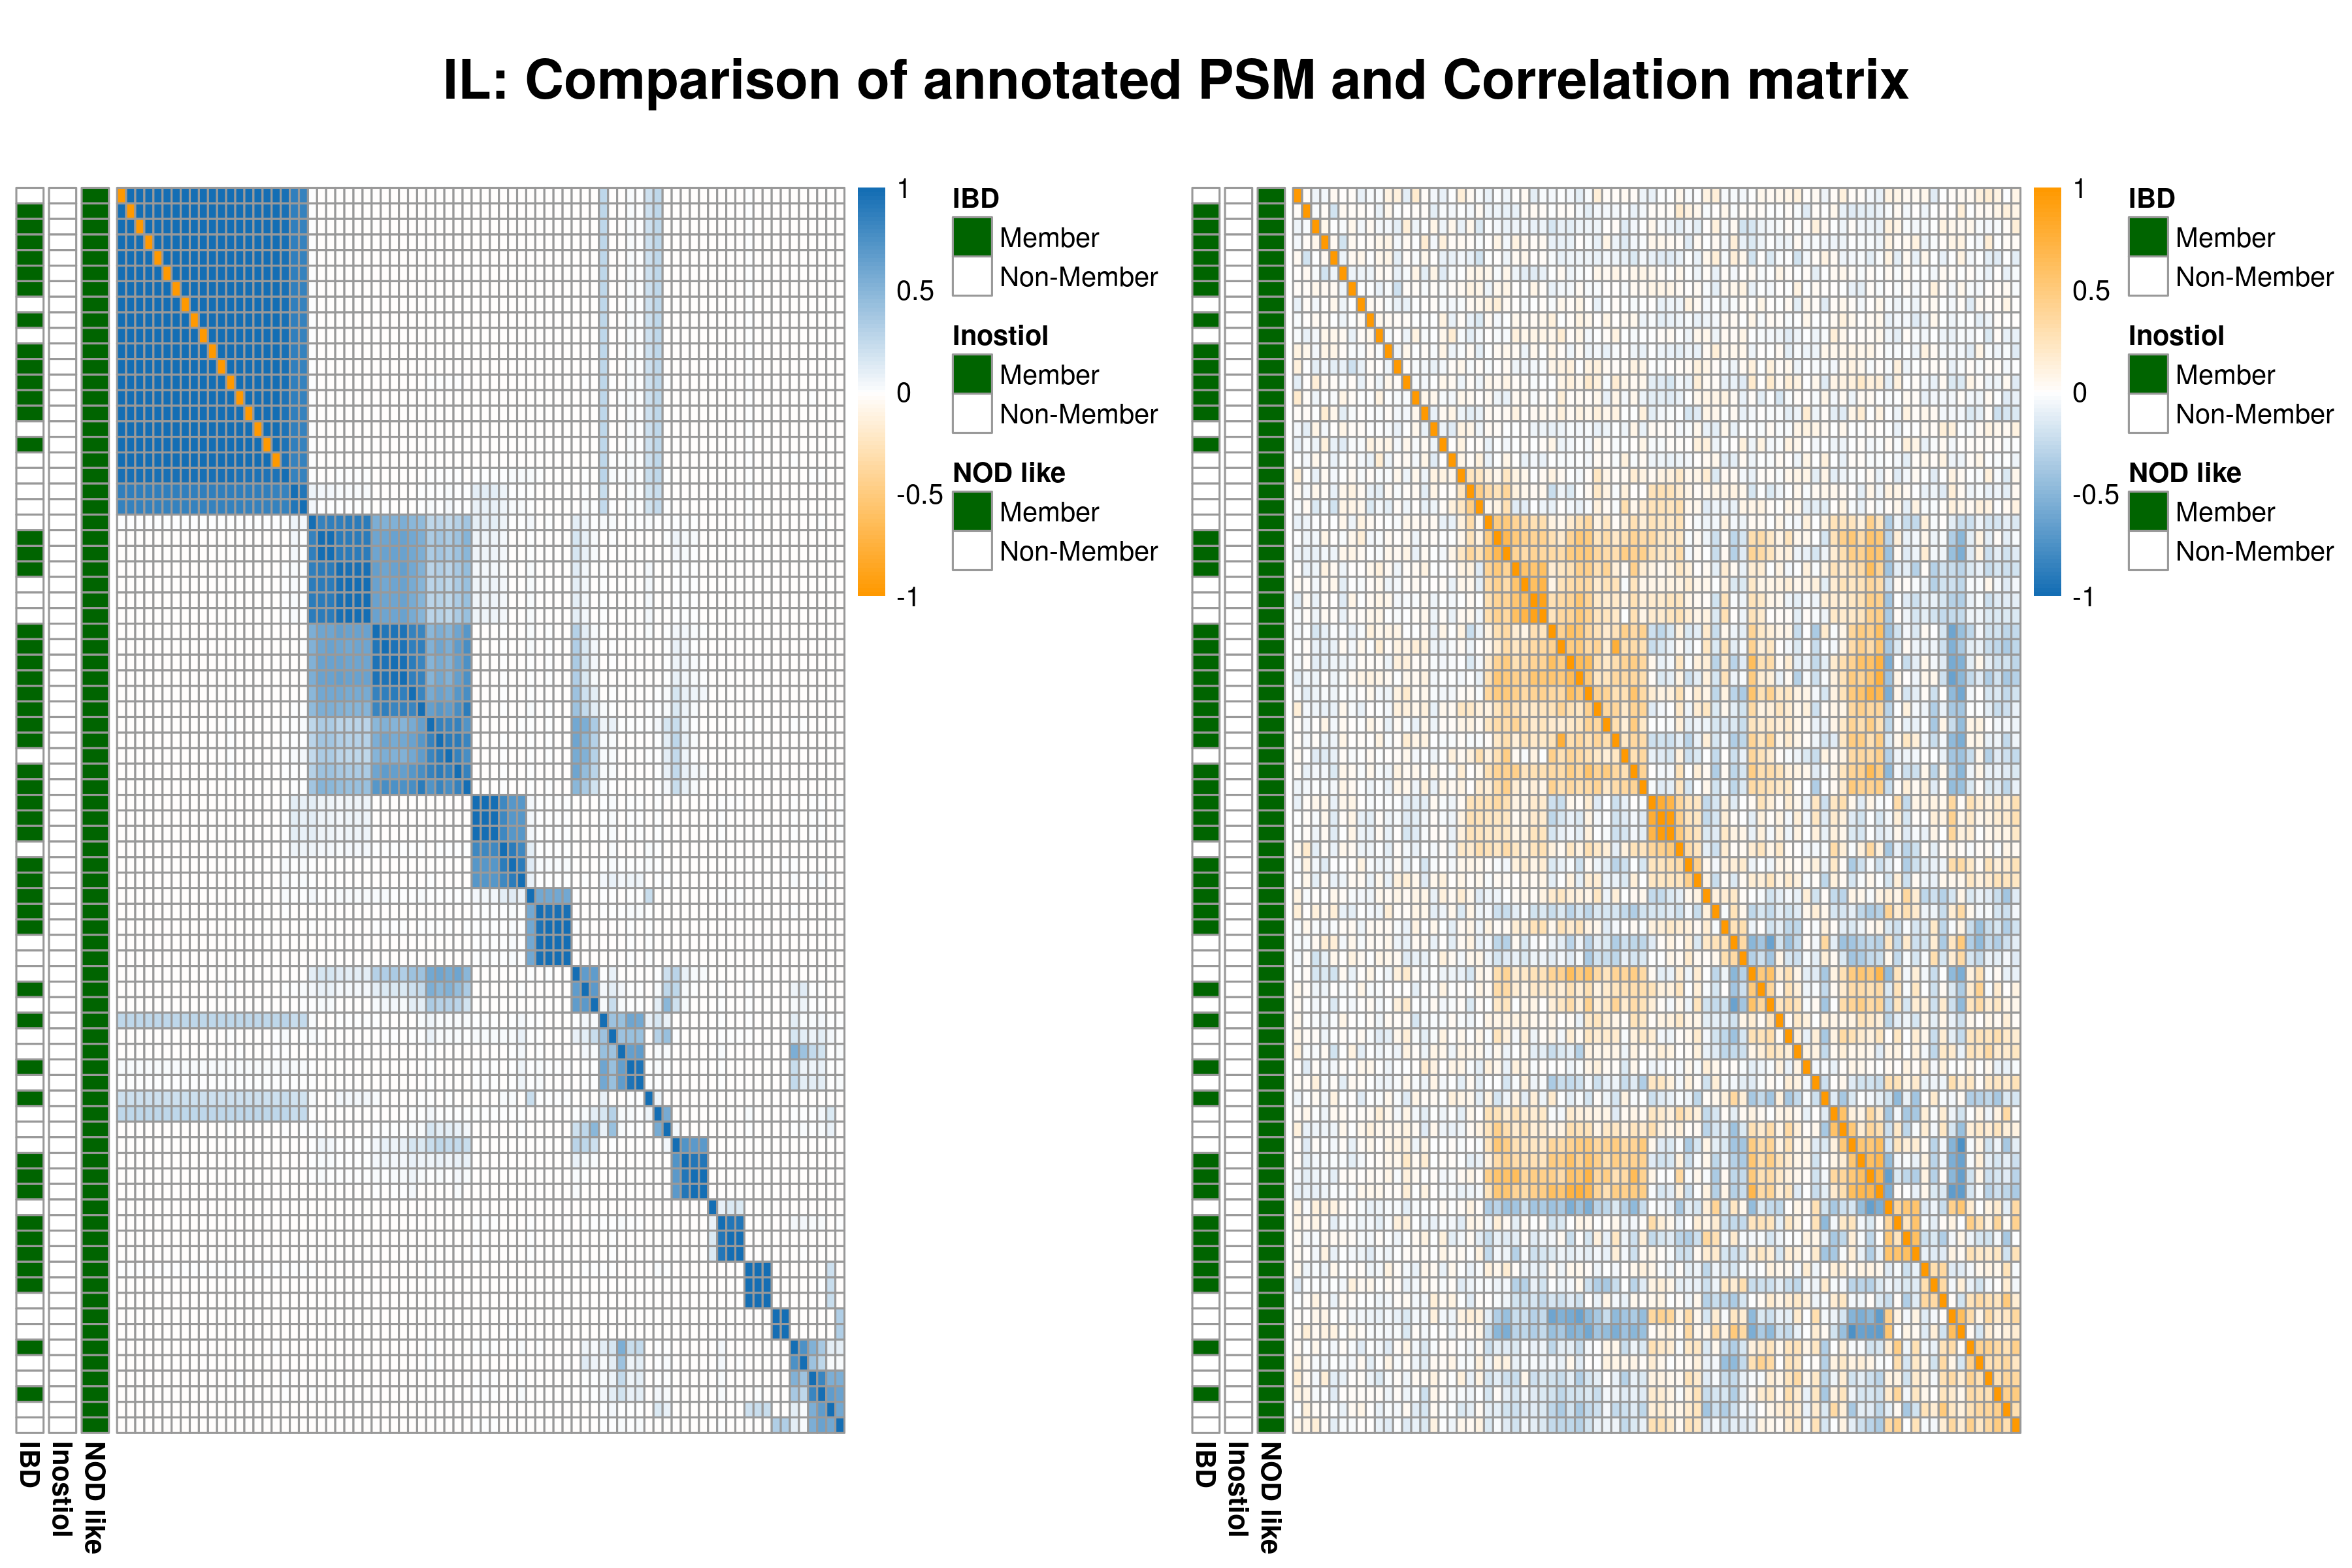 IL: Comparison of annotated PSM and Correlation matrix
1
0.5
0
-0.5
-1
IBD
Member
Non-Member
Inostiol
Member
Non-Member
NOD like
Member
Non-Member
IBD
Inostiol
NOD like
1
0.5
0
-0.5
-1
IBD
Member
Non-Member
Inostiol
Member
Non-Member
NOD like
Member
Non-Member
IBD
Inostiol
NOD like